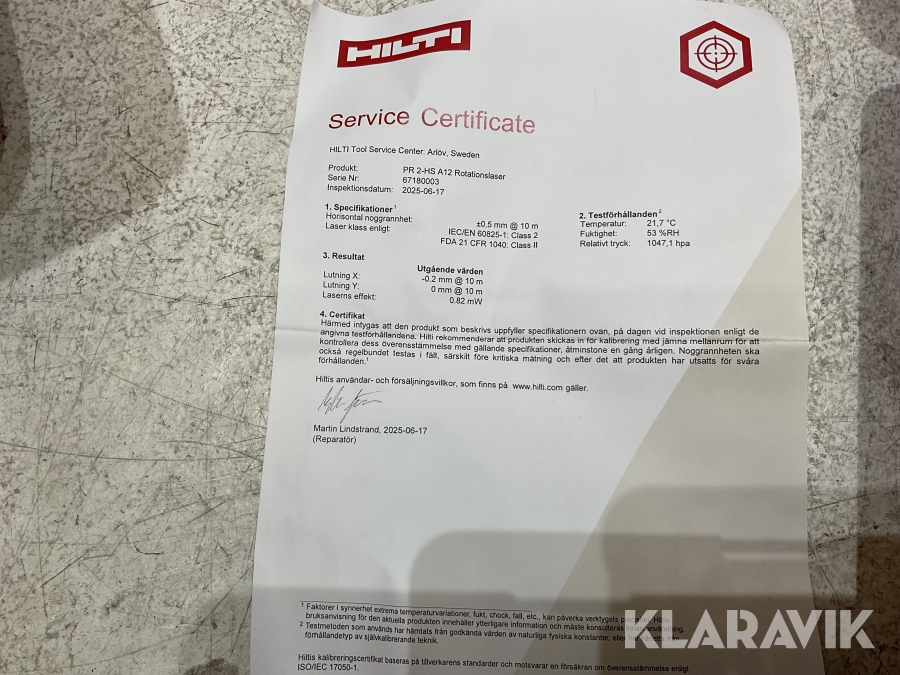 HILTI
Service Certificate
HILTI Tool Service Center: Arlöv, Sweden
Produkt: PR 2-HS A12 Rotationslaser
Serie Nr: 67180003
Inspektionsdatum: 2025-06-17
1. Specifikationer¹
Horisontal noggrannhet: ±0,5 mm @ 10 m
Laser klass enligt: IEC/EN 60825-1: Class 2
FDA 21 CFR 1040: Class II
2. Testförhållanden²
Temperatur: 21,7 °C
Fuktighet: 53 %RH
Relativt tryck: 1047,1 hpa
3. Resultat
Utgående värden
Lutning X: -0.2 mm @ 10 m
Lutning Y: 0 mm @ 10 m
Laserns effekt: 0.82 mW
4. Certifikat
Härmed intygas att den produkt som beskrivs uppfyller specifikationern ovan, på dagen vid inspektionen enligt de
angivna testförhållandena. Hilti rekommenderar att produkten skickas in för kalibrering med jämna mellanrum för att
kontrollera dess överensstämmelse med gällande specifikationer, åtminstone en gång årligen. Noggrannheten ska
också regelbundet testas i fält, särskilt före kritiska mätning och efter det att produkten har utsatts för svåra
förhållanden.¹
Hiltis användar- och försäljningsvillkor, som finns på www.hilti.com gäller.
Martin Lindstrand, 2025-06-17
(Reparatör)
¹ Faktorer i synnerhet extrema temperaturvariationer, fukt, chock, fall, etc., kan påverka verktygets precision. Hiltis
bruksanvisning för den aktuella produkten innehåller ytterligare information och måste konsulteras innan användning.
² Testmetoden som används har hämtats från godkända värden av naturliga fysiska konstanter, eller
förhållandetyp av självkalibrerande teknik.
Hiltis kalibreringscertifikat baseras på tillverkarens standarder och motsvarar en försäkran om överensstämmelse enligt
ISO/IEC 17050-1.
KLARAVIK